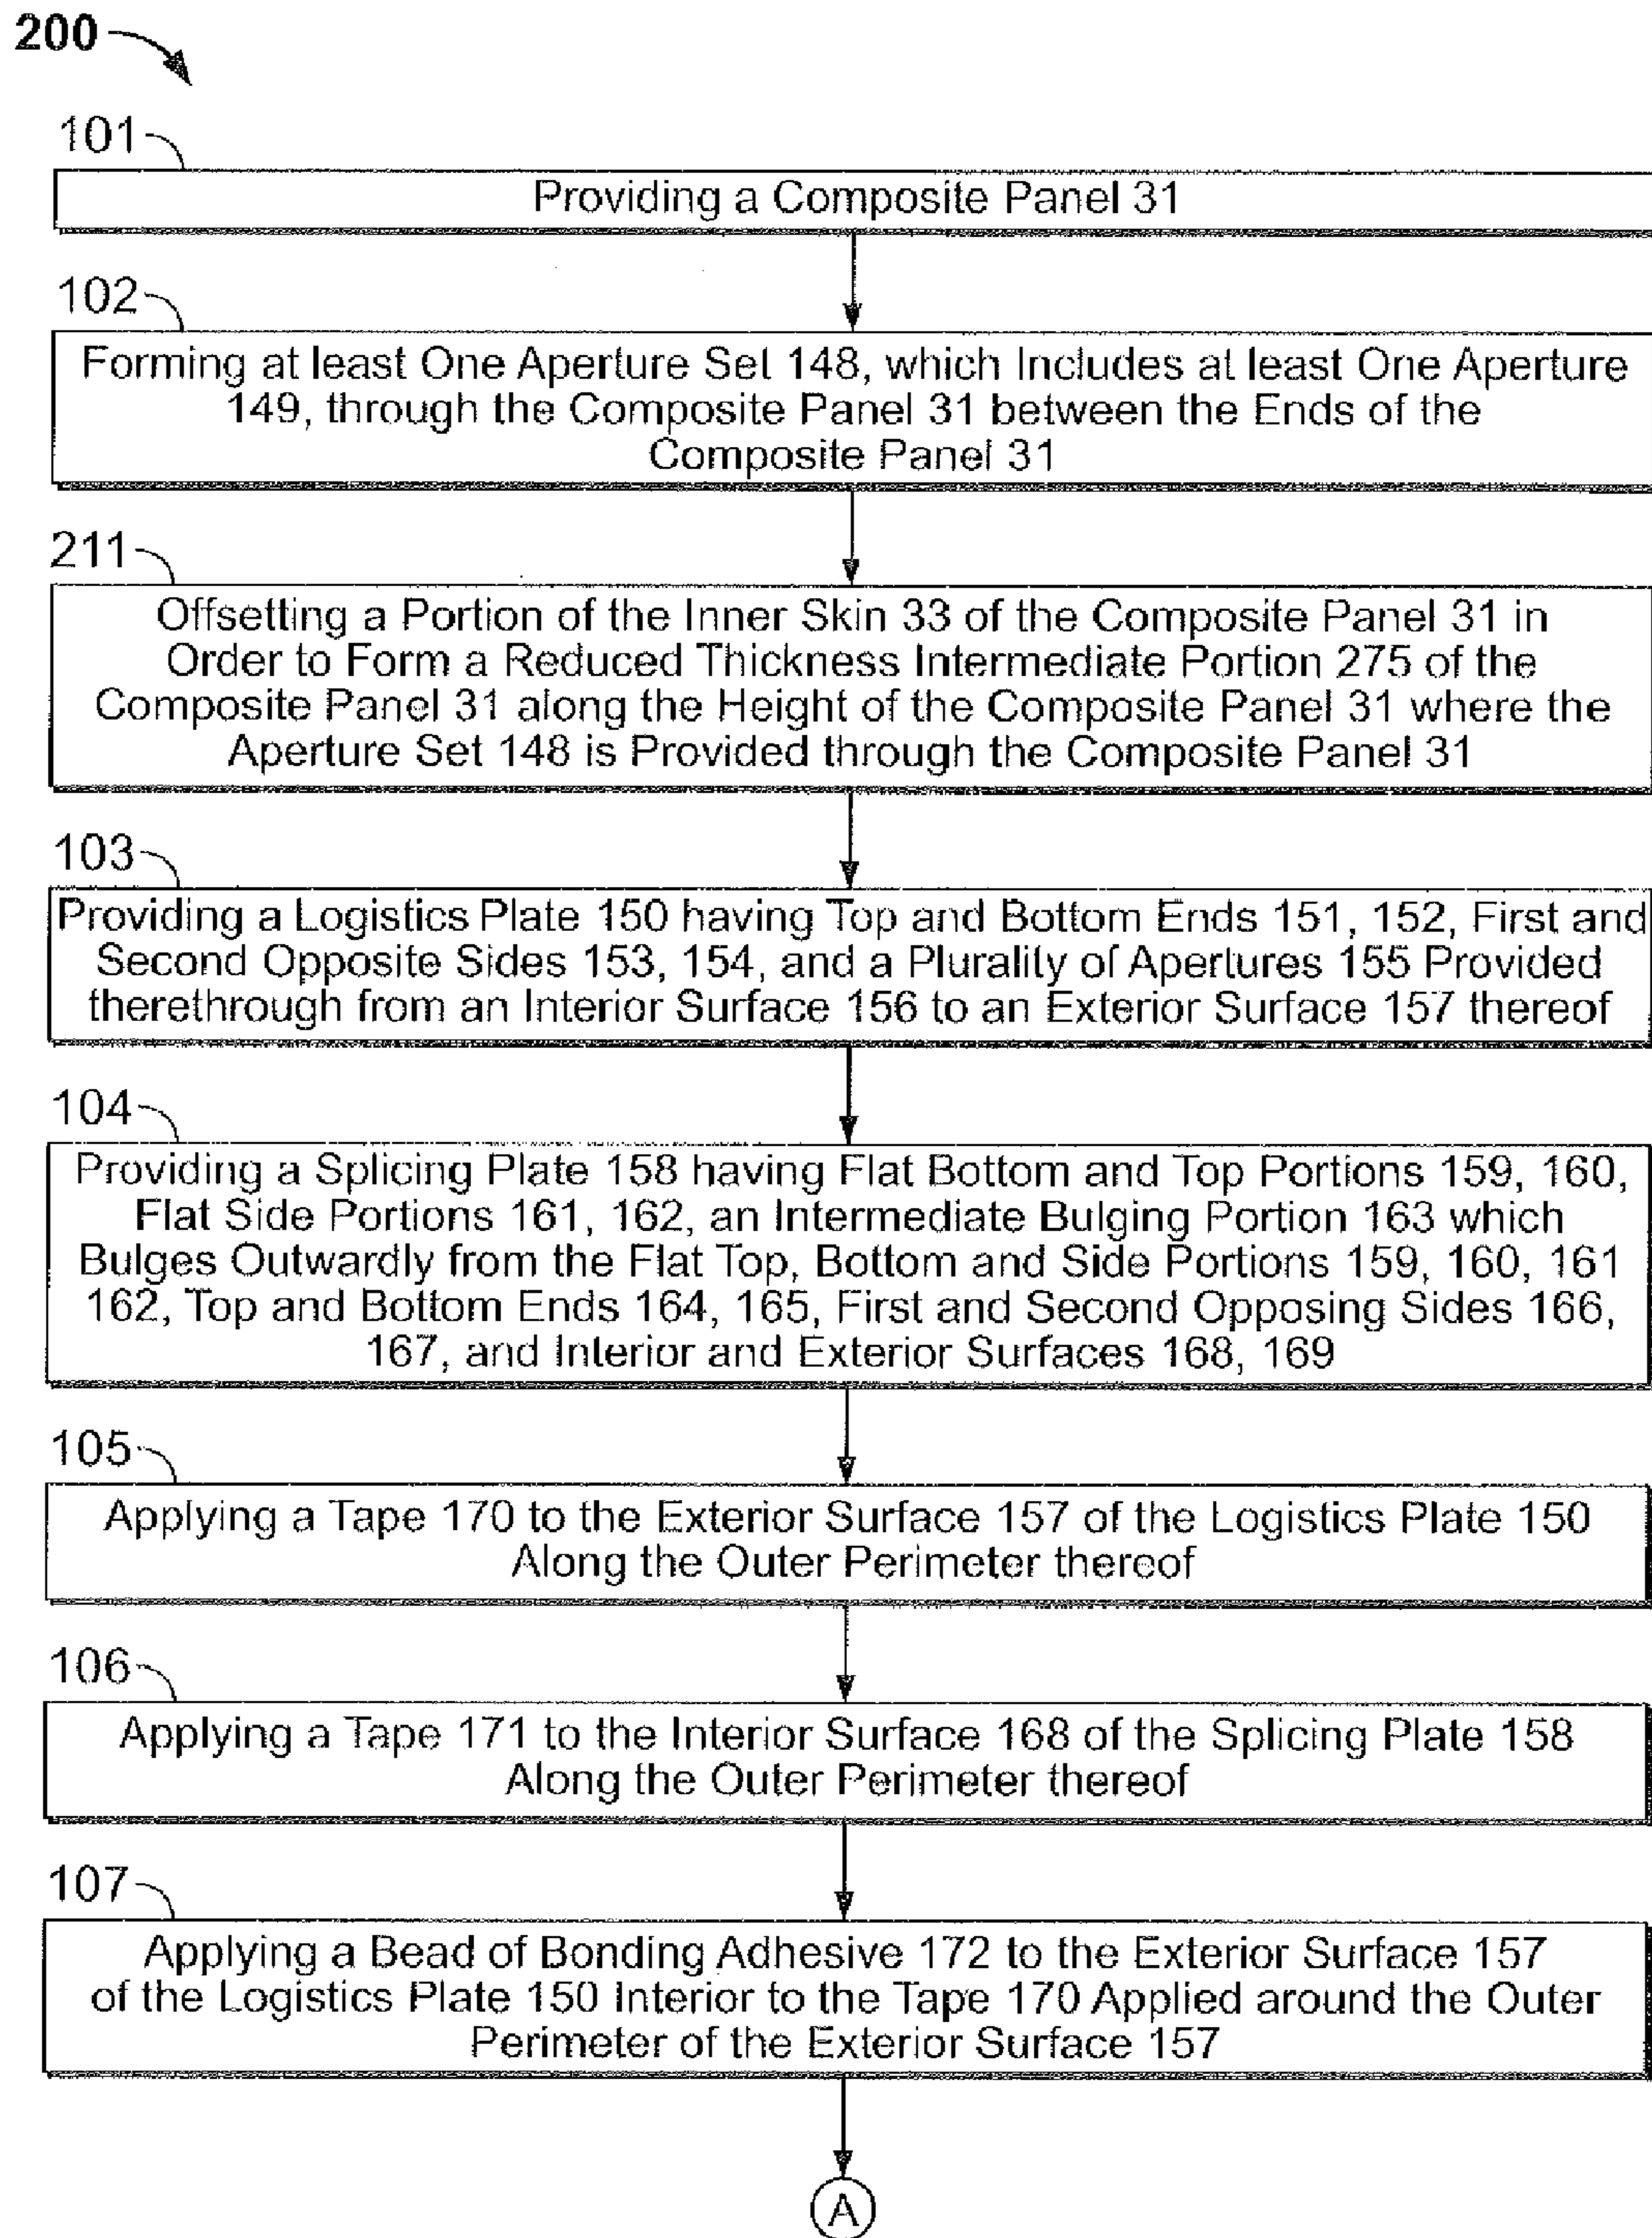 200
101
Providing a Composite Panel 31
102
Forming at least One Aperture Set 148, which Includes at least One Aperture
149, through the Composite Panel 31 between the Ends of the
Composite Panel 31
211
Offsetting a Portion of the Inner Skin 33 of the Composite Panel 31 in
Order to Form a Reduced Thickness Intermediate Portion 275 of the
Composite Panel 31 along the Height of the Composite Panel 31 where the
Aperture Set 148 is Provided through the Composite Panel 31
103
Providing a Logistics Plate 150 having Top and Bottom Ends 151, 152, First and
Second Opposite Sides 153, 154, and a Plurality of Apertures 155 Provided
therethrough from an Interior Surface 156 to an Exterior Surface 157 thereof
104
Providing a Splicing Plate 158 having Flat Bottom and Top Portions 159, 160,
Flat Side Portions 161, 162, an Intermediate Bulging Portion 163 which
Bulges Outwardly from the Flat Top, Bottom and Side Portions 159, 160, 161
162, Top and Bottom Ends 164, 165, First and Second Opposing Sides 166,
167, and Interior and Exterior Surfaces 168, 169
105
Applying a Tape 170 to the Exterior Surface 157 of the Logistics Plate 150
Along the Outer Perimeter thereof
106
Applying a Tape 171 to the Interior Surface 168 of the Splicing Plate 158
Along the Outer Perimeter thereof
107
Applying a Bead of Bonding Adhesive 172 to the Exterior Surface 157
of the Logistics Plate 150 Interior to the Tape 170 Applied around the Outer
Perimeter of the Exterior Surface 157
A